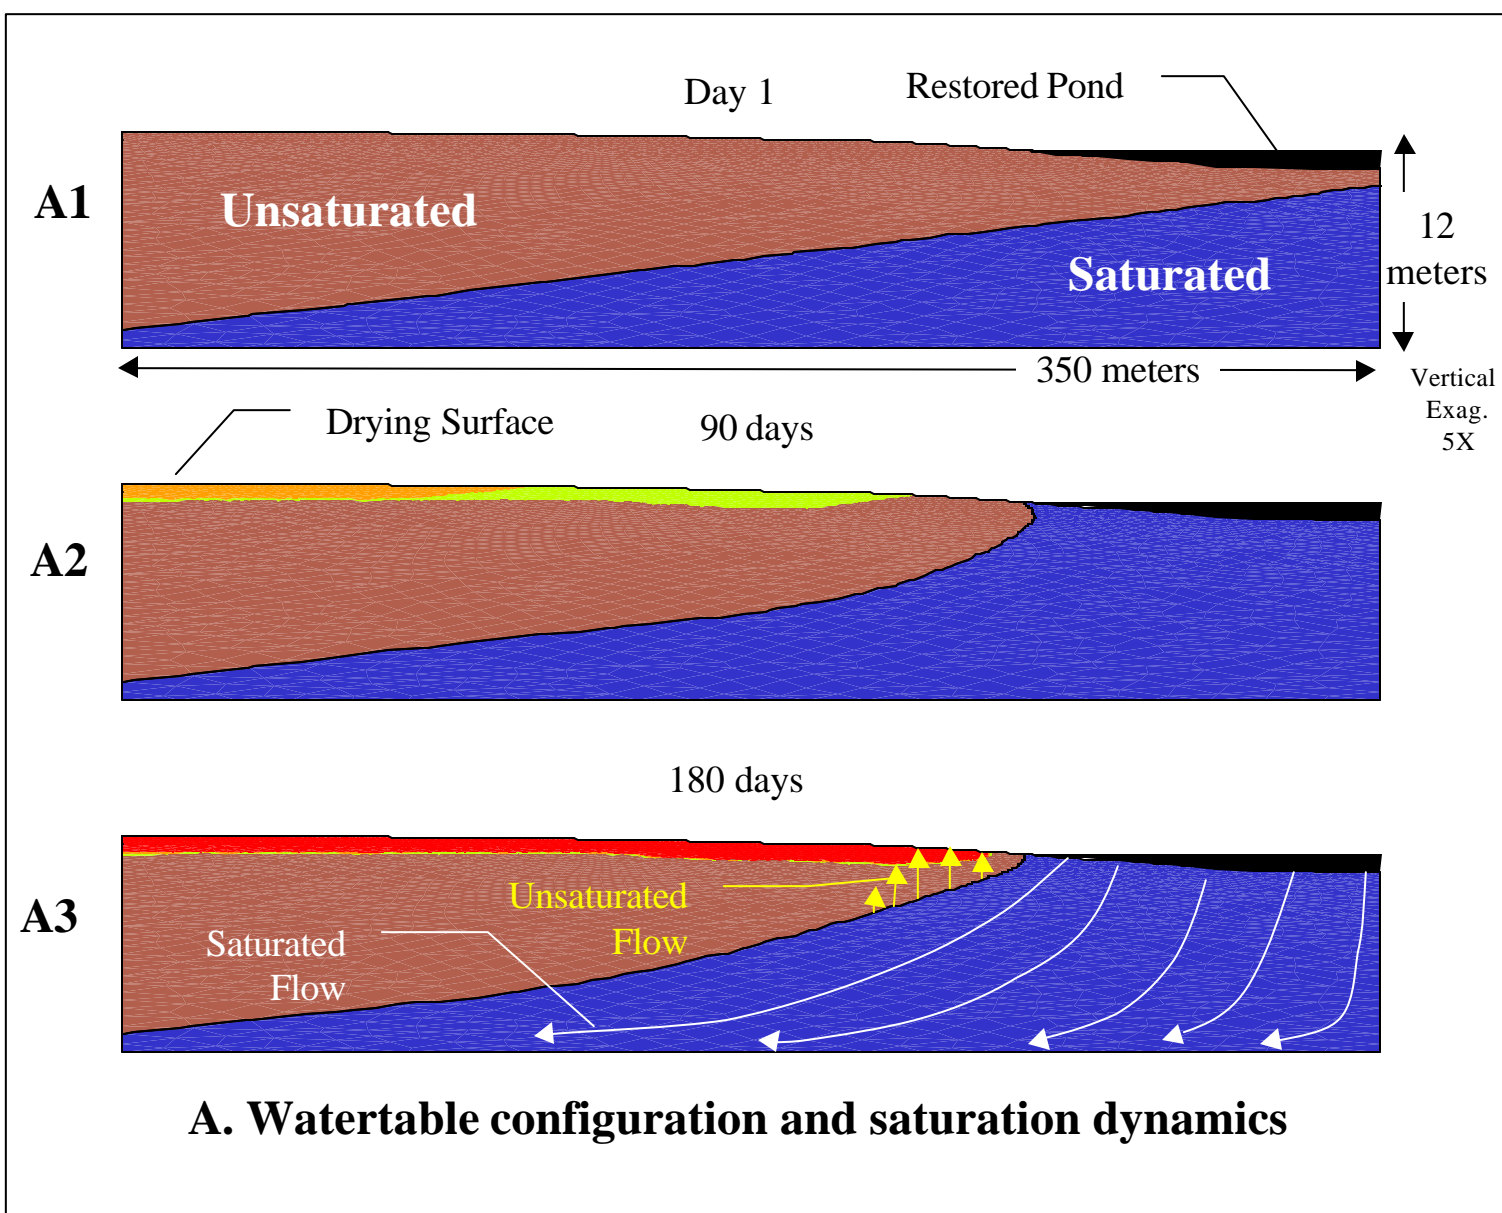 Day 1
Restored Pond
A1
Unsaturated
Saturated
12
meters
350 meters
Vertical
Exag.
5X
Drying Surface
90 days
A2
180 days
A3
Unsaturated
Flow
Saturated
Flow
A. Watertable configuration and saturation dynamics